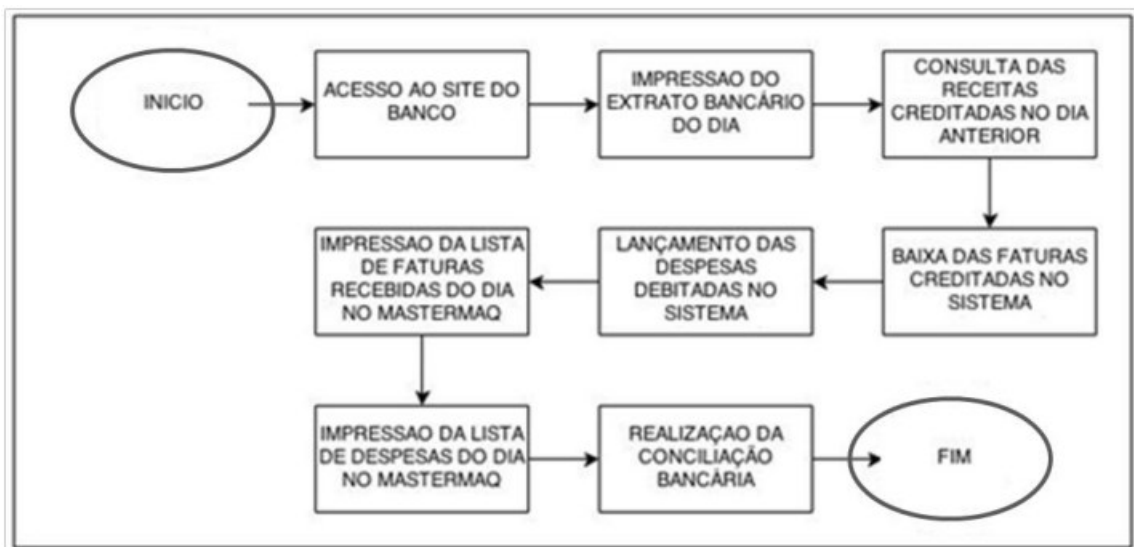 INICIO
ACESSO AO SITE DO
BANCO
IMPRESSAO DO
EXTRATO BANCÁRIO
DO DIA
CONSULTA DAS
RECEITAS
CREDITADAS NO DIA
ANTERIOR
BAIXA DAS FATURAS
CREDITADAS NO
SISTEMA
LANÇAMENTO DAS
DESPESAS
DEBITADAS NO
SISTEMA
IMPRESSAO DA LISTA
DE FATURAS
RECEBIDAS DO DIA
NO MASTERMAQ
IMPRESSAO DA LISTA
DE DESPESAS DO DIA
NO MASTERMAQ
REALIZAÇAO DA
CONCILIAÇÃO
BANCÁRIA
FIM